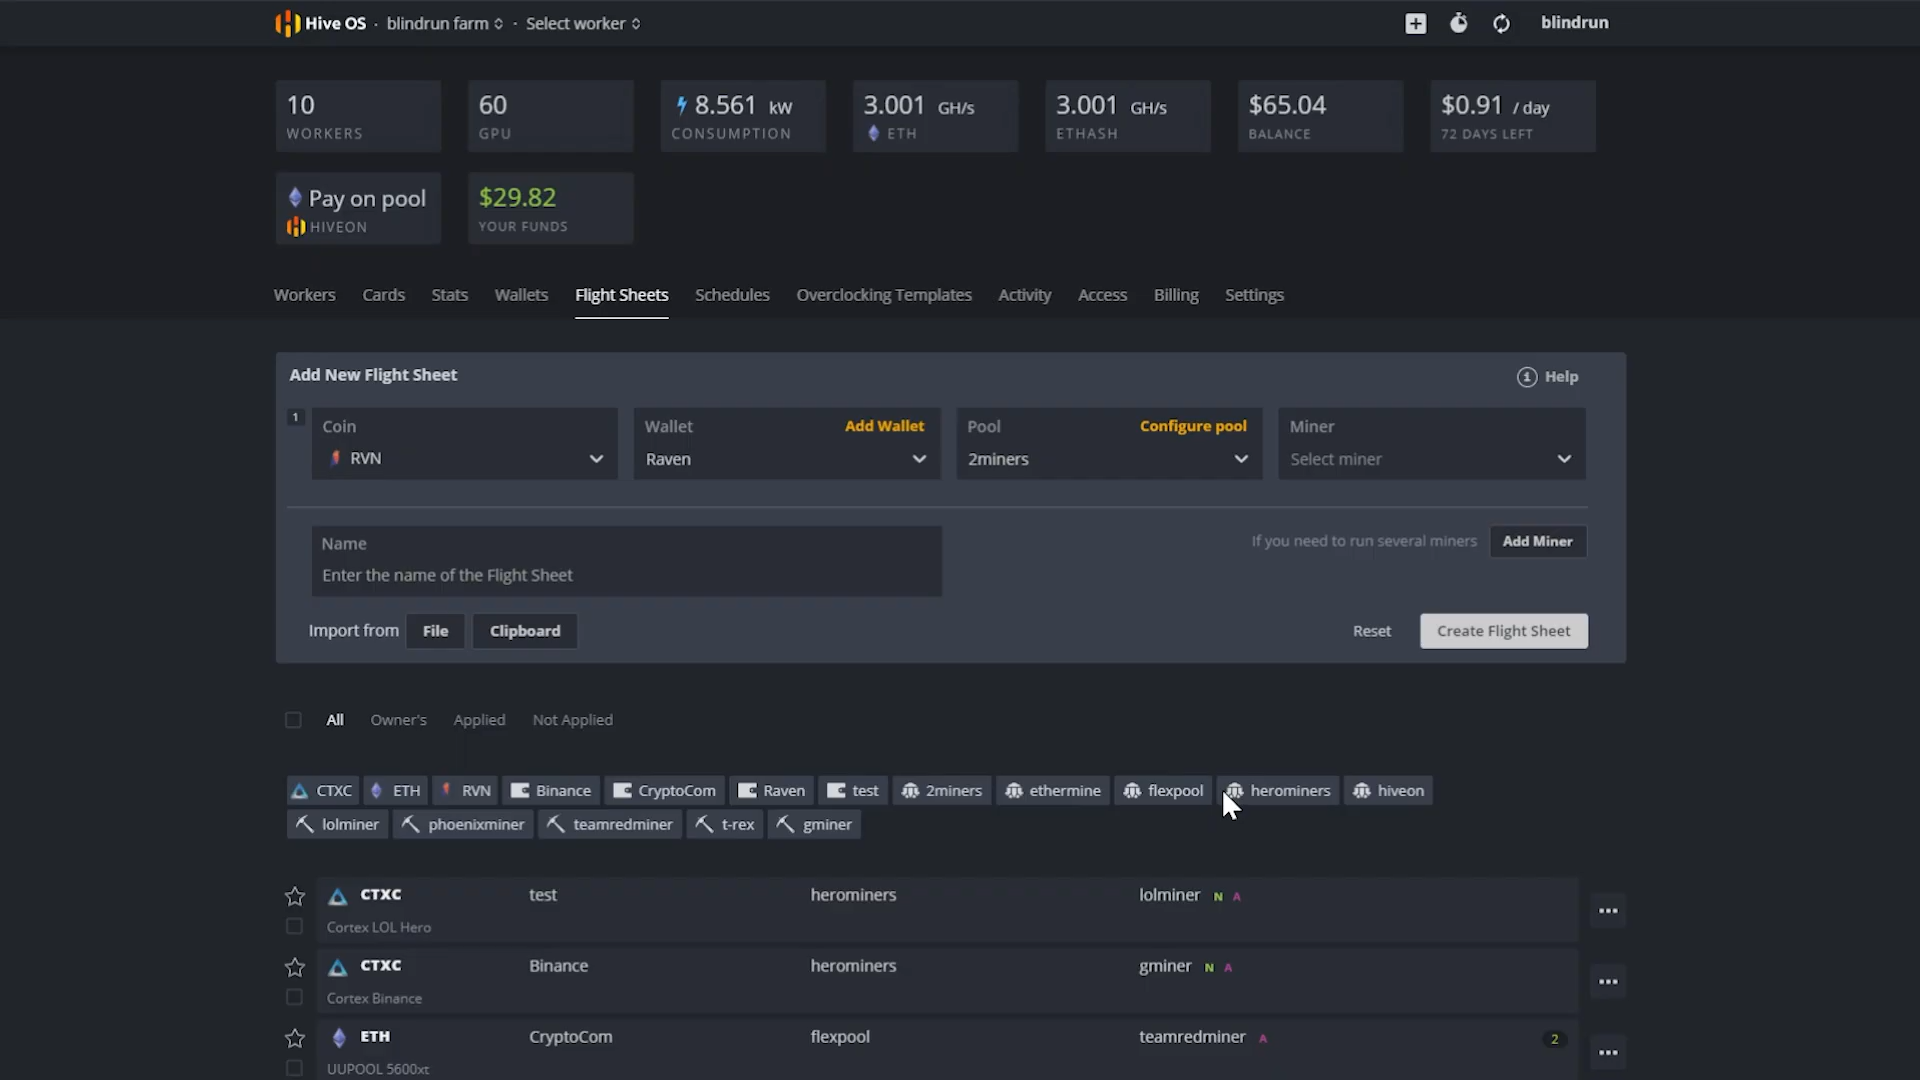 Hive OS · blindrun farm · Select worker blindrun
10 60 8.561 kW 3.001 GH/s 3.001 GH/s $65.04 $0.91 / day
WORKERS GPU CONSUMPTION ETH ETHASH BALANCE 72 DAYS LEFT
Pay on pool $29.82
HIVEON YOUR FUNDS
Workers Cards Stats Wallets Flight Sheets Schedules Overclocking Templates Activity Access Billing Settings
Add New Flight Sheet Help
1 Coin Wallet Add Wallet Pool Configure pool Miner
RVN Raven 2miners Select miner
Name If you need to run several miners Add Miner
Enter the name of the Flight Sheet
Import from File Clipboard Reset Create Flight Sheet
All Owner's Applied Not Applied
CTXC ETH RVN Binance CryptoCom Raven test 2miners ethermine flexpool herominers hiveon
lolminer phoenixminer teamredminer t-rex gminer
CTXC test herominers lolminer N A
Cortex LOL Hero
CTXC Binance herominers gminer N A
Cortex Binance
ETH CryptoCom flexpool teamredminer A 2
UUPOOL 5600xt